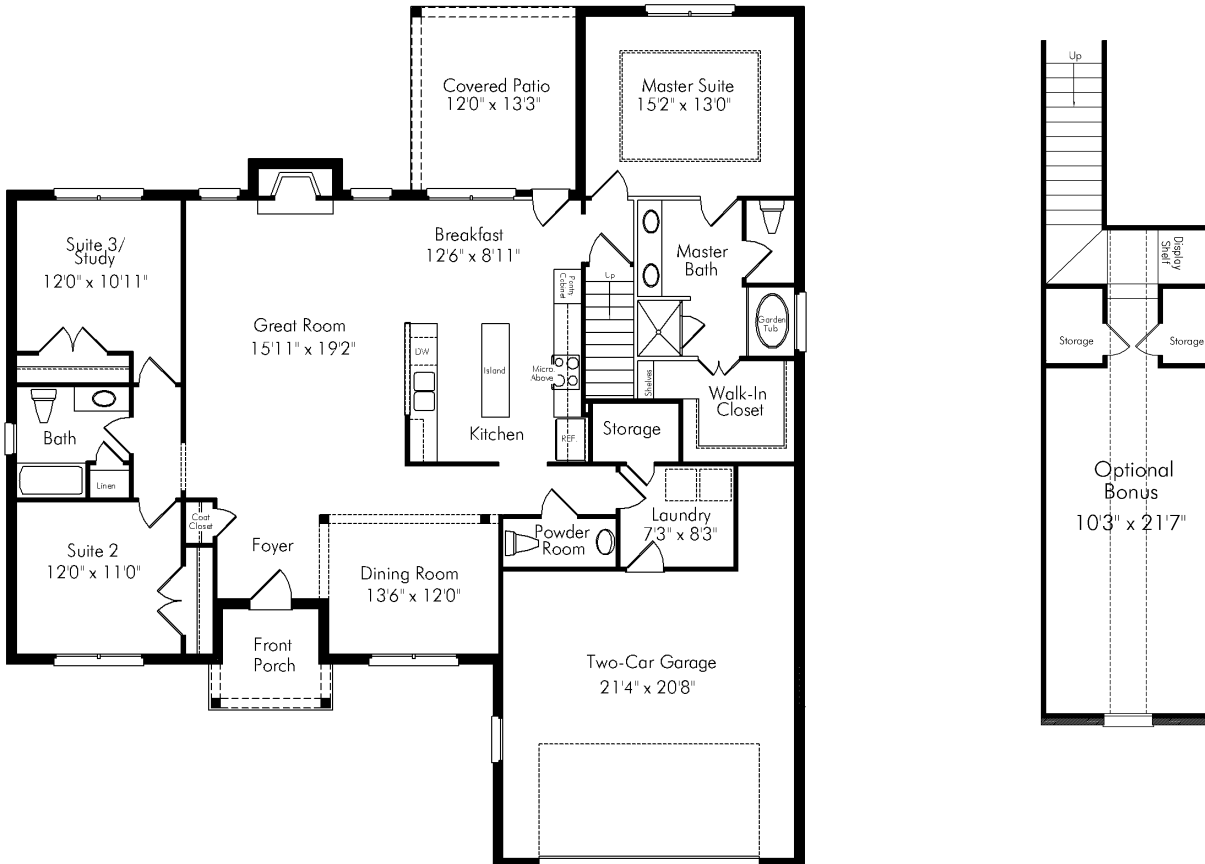 Covered Patio
12'0" x 13'3"
Master Suite
15'2" x 13'0"
Suite 3/
Study
12'0" x 10'11"
Breakfast
12'6" x 8'11"
Master
Bath
Great Room
15'11" x 19'2"
Pantry
Cabinet
Up
Garden
Tub
DW
Island
Micro.
Above
Shelves
Walk-In
Closet
Bath
Linen
Kitchen
REF.
Storage
Coat
Closet
Foyer
Powder
Room
Laundry
7'3" x 8'3"
Suite 2
12'0" x 11'0"
Dining Room
13'6" x 12'0"
Front
Porch
Two-Car Garage
21'4" x 20'8"
Up
Display
Shelf
Storage
Storage
Optional
Bonus
10'3" x 21'7"